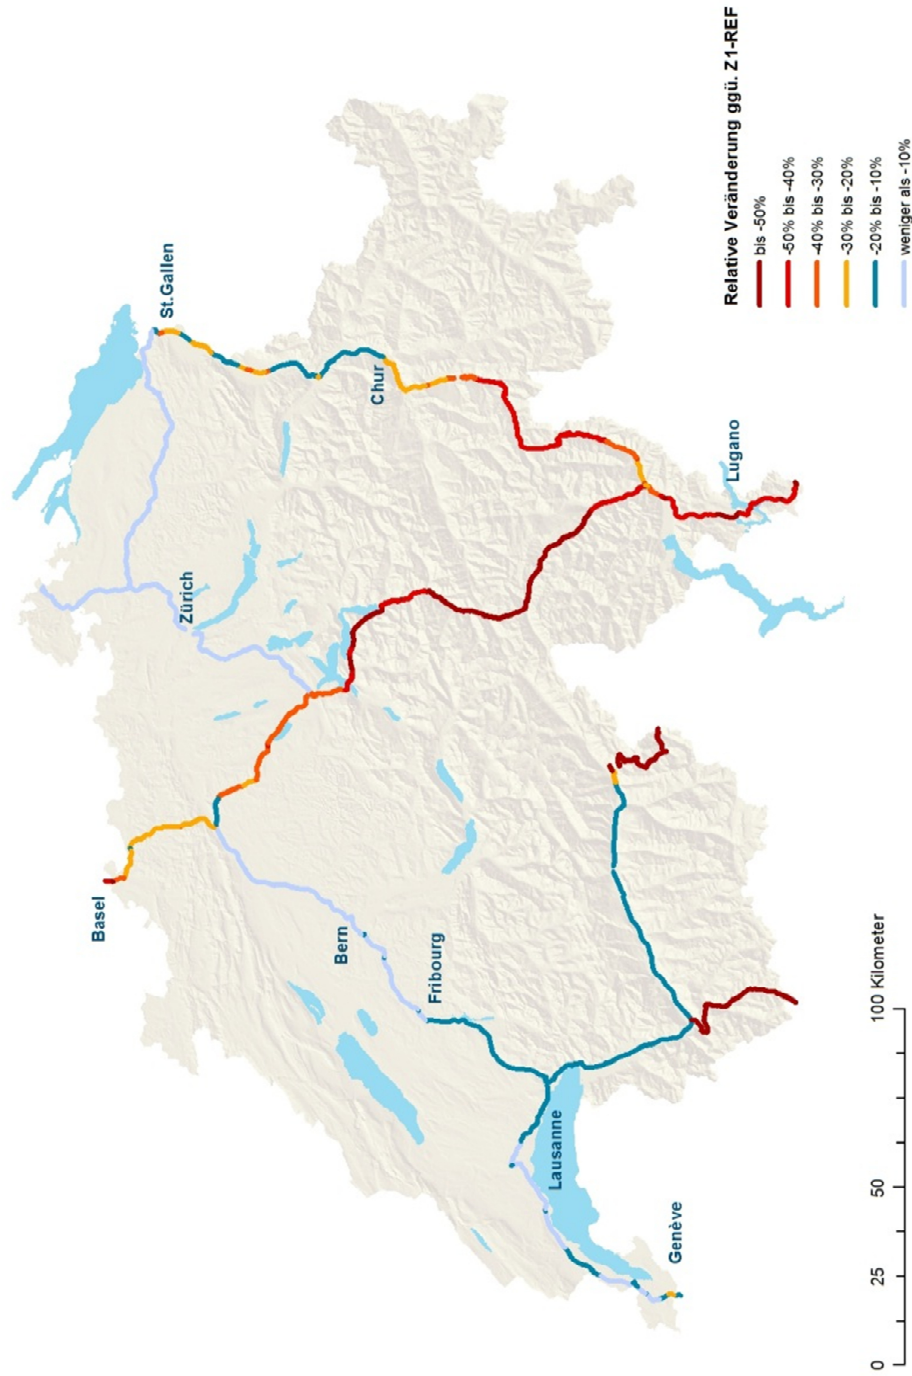 St.Gallen
Zürich
Basel
Chur
Bern
Fribourg
Lugano
Lausanne
Genève
Relative Veränderung ggü. Z1-REF
bis -50%
-50% bis -40%
-40% bis -30%
-30% bis -20%
-20% bis -10%
weniger als -10%
0 25 50 100 Kilometer